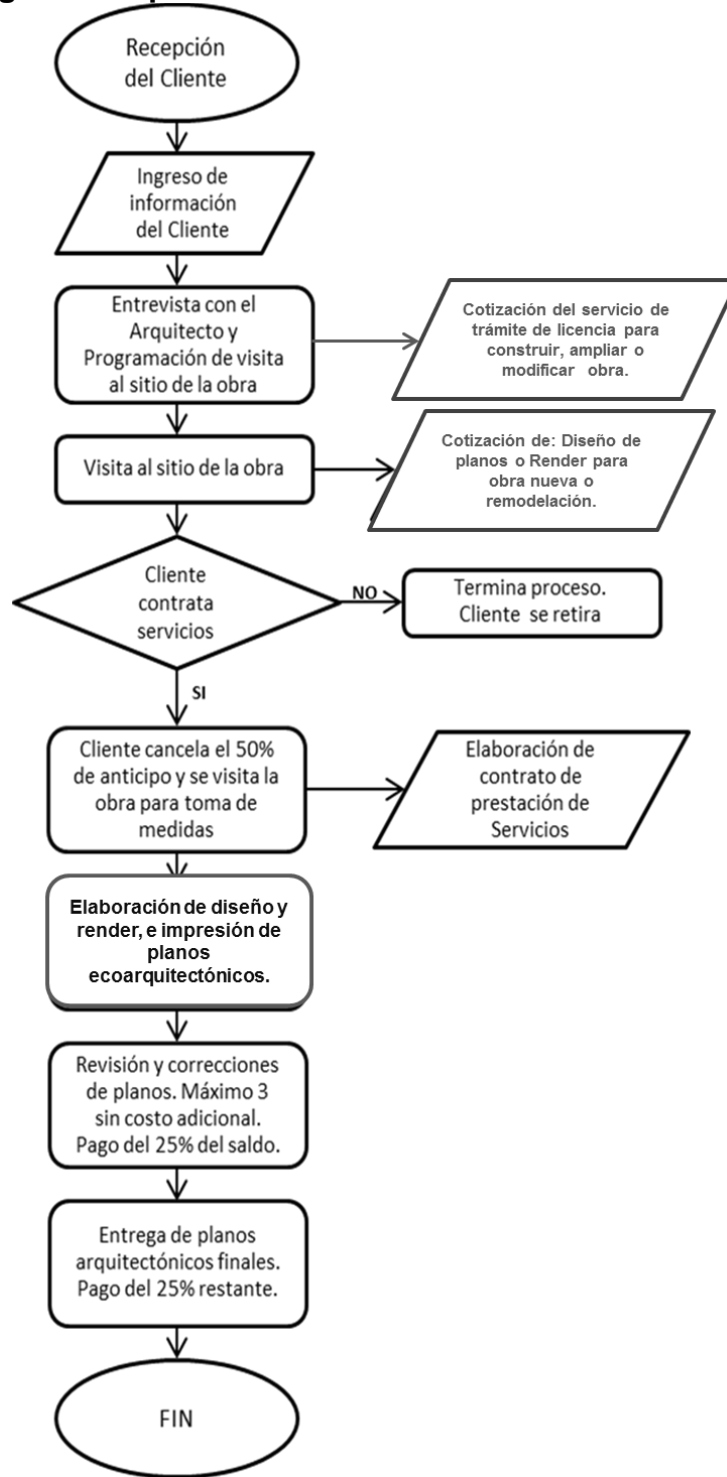 Recepción
del Cliente
Ingreso de
información
del Cliente
Entrevista con el
Arquitecto y
Programación de visita
al sitio de la obra
Cotización del servicio de
trámite de licencia para
construir, ampliar o
modificar obra.
Visita al sitio de la obra
Cotización de: Diseño de
planos o Render para
obra nueva o
remodelación.
Cliente
contrata
servicios
NO
Termina proceso.
Cliente se retira
SI
Cliente cancela el 50%
de anticipo y se visita la
obra para toma de
medidas
Elaboración de
contrato de
prestación de
Servicios
Elaboración de diseño y
render, e impresión de
planos
ecoarquitectónicos.
Revisión y correcciones
de planos. Máximo 3
sin costo adicional.
Pago del 25% del saldo.
Entrega de planos
arquitectónicos finales.
Pago del 25% restante.
FIN